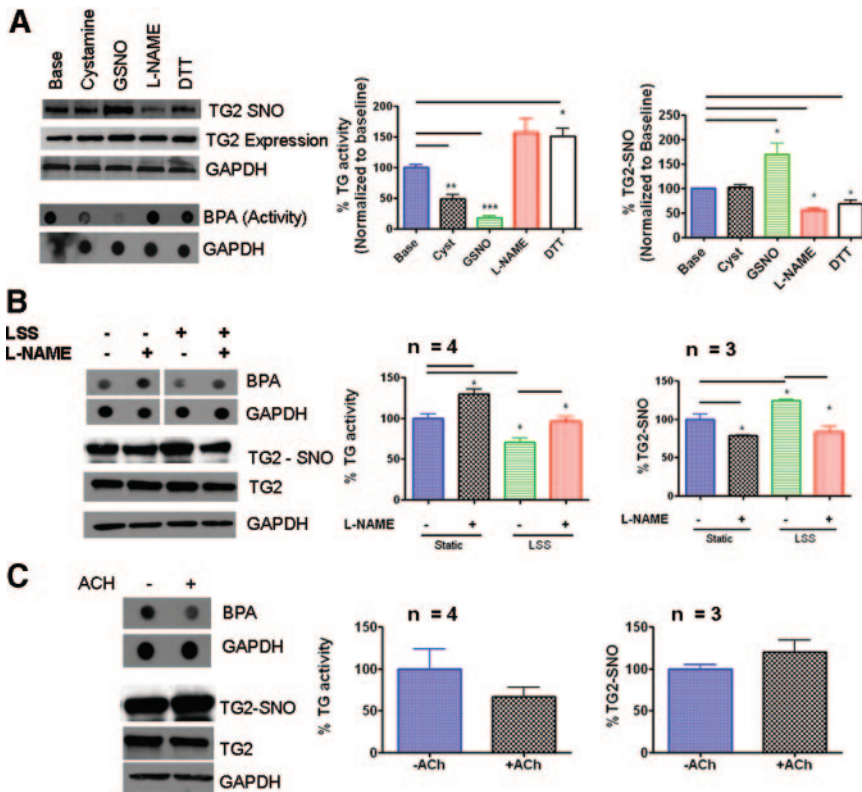 A
Base
Cystamine
GSNO
L-NAME
DTT
TG2 SNO
TG2 Expression
GAPDH
BPA (Activity)
GAPDH
% TG activity
(Normalized to baseline)
200
150
100
50
0
** *** *
Base
Cyst
GSNO
L-NAME
DTT
% TG2-SNO
(Normalized to Baseline)
250
200
150
100
50
0
* * *
Base
Cyst
GSNO
L-NAME
DTT
B
LSS - - + +
L-NAME - + - +
BPA
GAPDH
TG2 - SNO
TG2
GAPDH
n = 4
% TG activity
150
100
50
0
L-NAME - + - +
Static LSS
n = 3
% TG2-SNO
150
100
50
0
L-NAME - + - +
Static LSS
C
ACH - +
BPA
GAPDH
TG2-SNO
TG2
GAPDH
n = 4
% TG activity
150
100
50
0
-ACh +ACh
n = 3
% TG2-SNO
150
100
50
0
-ACh +ACh